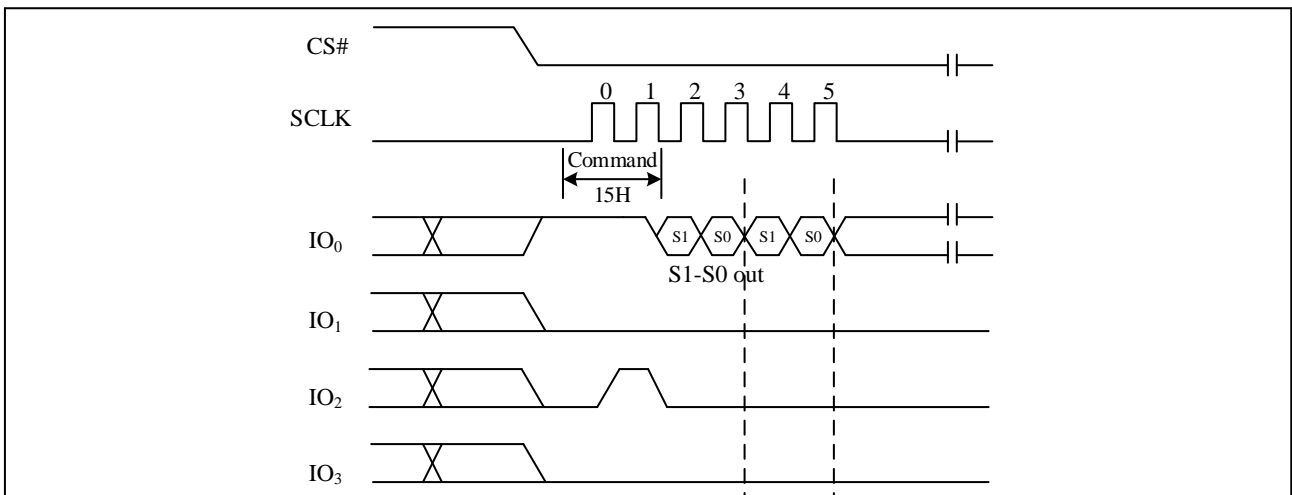 CS#
0 1 2 3 4 5
SCLK
Command
15H
IO₀
S1 S0 S1 S0
S1-S0 out
IO₁
IO₂
IO₃